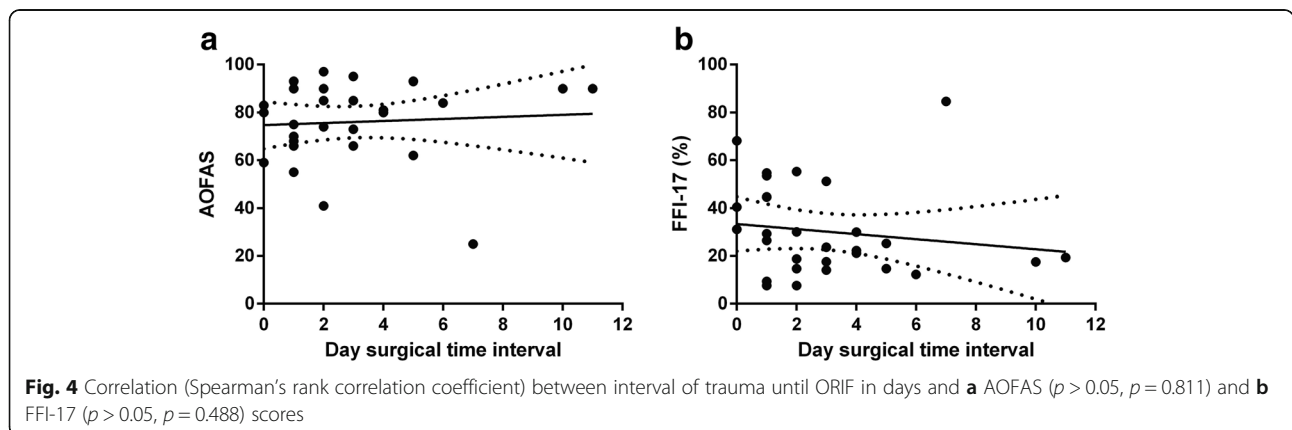 a
100
80
60
40
20
0
AOFAS
0 2 4 6 8 10 12
Day surgical time interval
b
100
80
60
40
20
0
FFI-17 (%)
0 2 4 6 8 10 12
Day surgical time interval
Fig. 4 Correlation (Spearman's rank correlation coefficient) between interval of trauma until ORIF in days and a AOFAS (p > 0.05, p = 0.811) and b
FFI-17 (p > 0.05, p = 0.488) scores